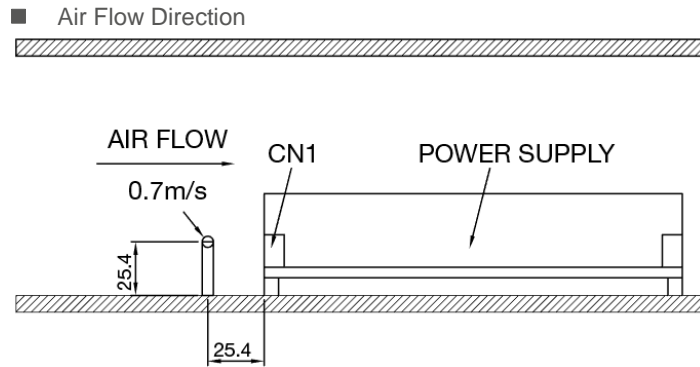 ■ Air Flow Direction
AIR FLOW
CN1
POWER SUPPLY
0.7m/s
25.4
25.4